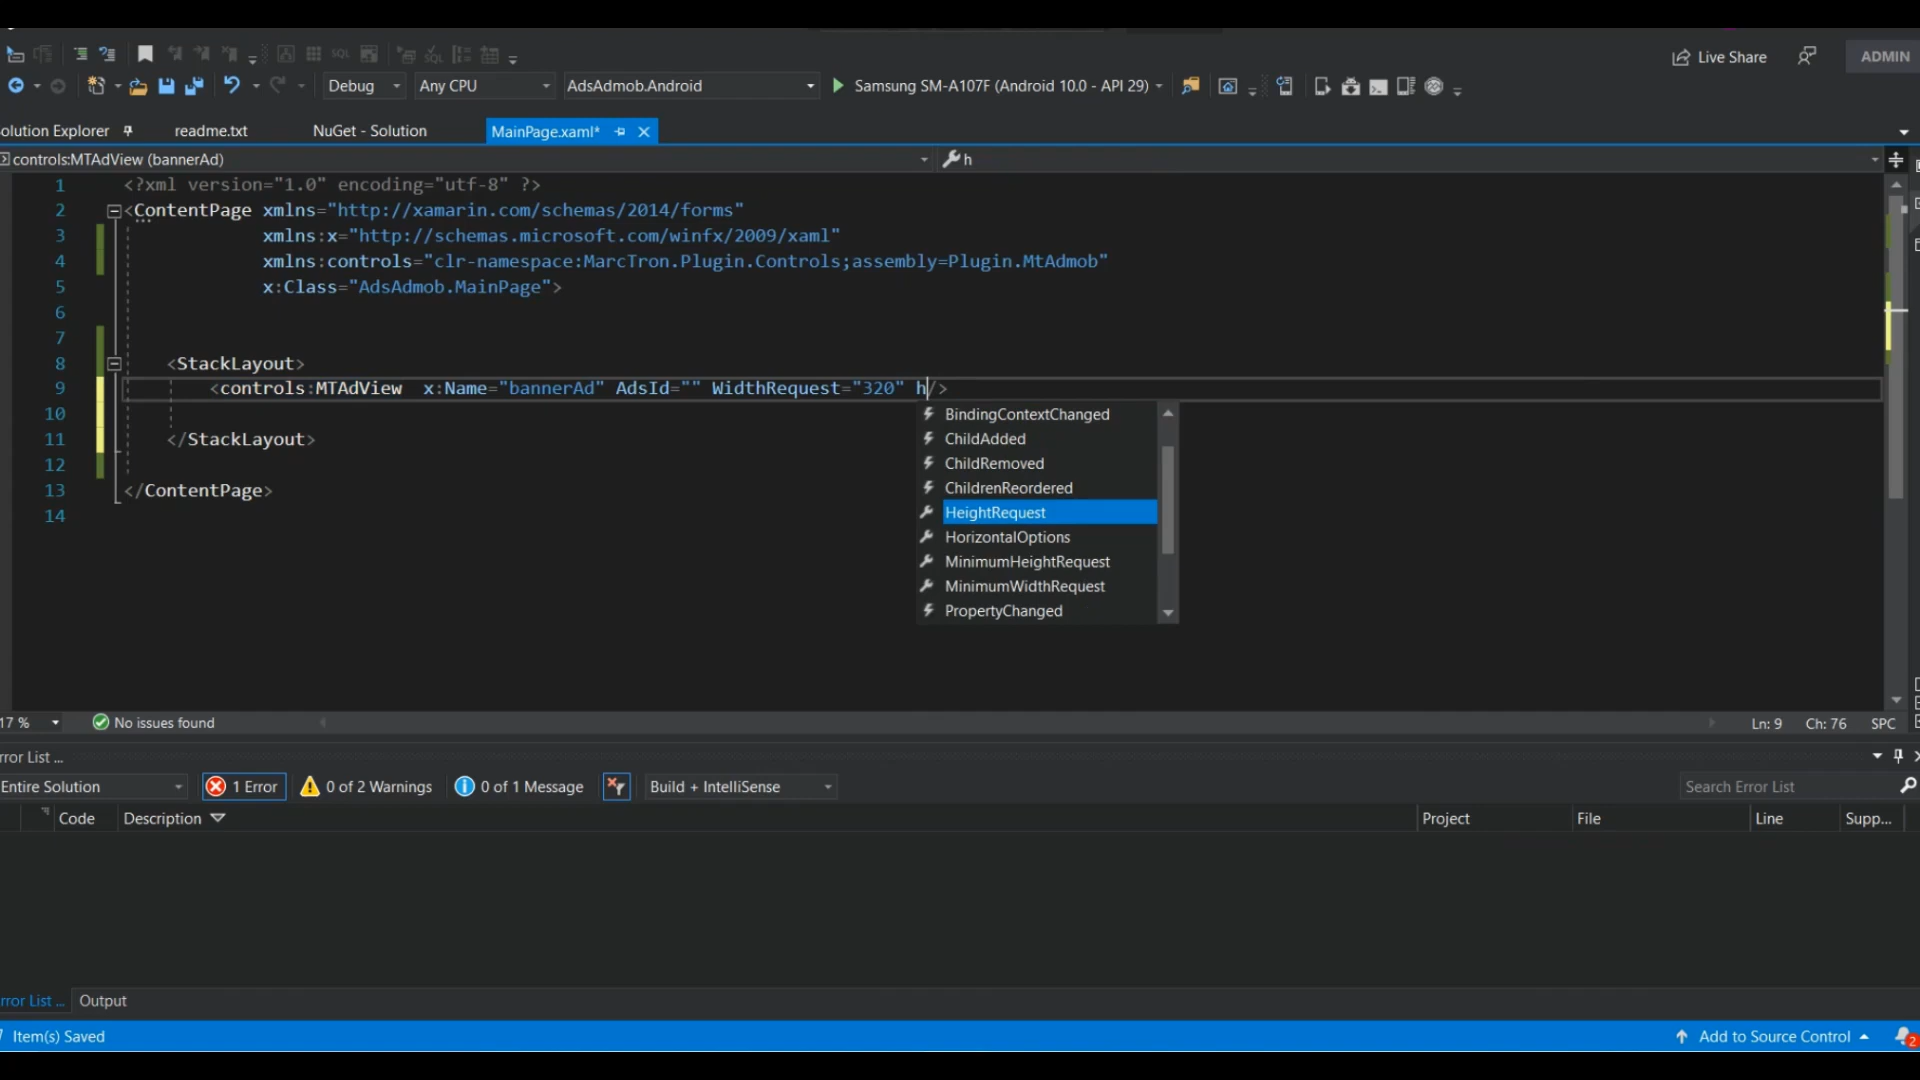 Live Share
ADMIN
Debug
Any CPU
AdsAdmob.Android
Samsung SM-A107F (Android 10.0 - API 29)
olution Explorer
readme.txt
NuGet - Solution
MainPage.xaml*
controls:MTAdView (bannerAd)
h
1 <?xml version="1.0" encoding="utf-8" ?>
2 <ContentPage xmlns="http://xamarin.com/schemas/2014/forms"
3 xmlns:x="http://schemas.microsoft.com/winfx/2009/xaml"
4 xmlns:controls="clr-namespace:MarcTron.Plugin.Controls;assembly=Plugin.MtAdmob"
5 x:Class="AdsAdmob.MainPage">
6
7
8 <StackLayout>
9 <controls:MTAdView x:Name="bannerAd" AdsId="" WidthRequest="320" h/>
10
11 </StackLayout>
12
13 </ContentPage>
14
BindingContextChanged
ChildAdded
ChildRemoved
ChildrenReordered
HeightRequest
HorizontalOptions
MinimumHeightRequest
MinimumWidthRequest
PropertyChanged
17 %
No issues found
Ln: 9 Ch: 76 SPC
rror List ...
Entire Solution
1 Error
0 of 2 Warnings
0 of 1 Message
Build + IntelliSense
Search Error List
Code
Description
Project
File
Line
Supp...
rror List ...
Output
Item(s) Saved
Add to Source Control
2